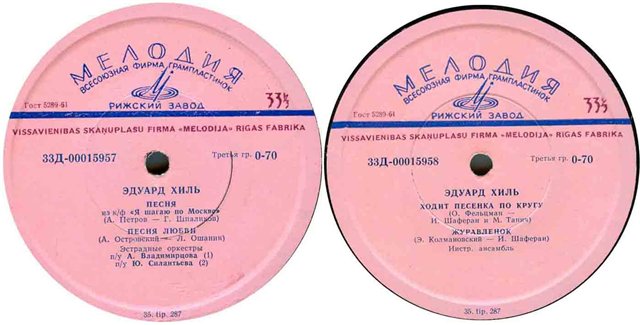 МЕЛОДИЯ
ВСЕСОЮЗНАЯ ФИРМА ГРАМПЛАСТИНОК
Гост 5289-61
РИЖСКИЙ ЗАВОД
33⅓
VISSAVIENIBAS SKAŅUPLAŠU FIRMA «MELODIJA» RIGAS FABRIKA
33Д-00015957
Третья гр. 0-70
ЭДУАРД ХИЛЬ
ПЕСНЯ
из к/ф «Я шагаю по Москве»
(А. Петров — Г. Шпаликов)
ПЕСНЯ ЛЮБВИ
(А. Островский — Л. Ошанин)
Эстрадные оркестры
п/у А. Владимирцова (1)
п/у Ю. Силантьева (2)
35. tip. 287
МЕЛОДИЯ
ВСЕСОЮЗНАЯ ФИРМА ГРАМПЛАСТИНОК
Гост 5289-61
РИЖСКИЙ ЗАВОД
33⅓
VISSAVIENIBAS SKAŅUPLAŠU FIRMA «MELODIJA» RIGAS FABRIKA
33Д-00015958
Третья гр. 0-70
ЭДУАРД ХИЛЬ
ХОДИТ ПЕСЕНКА ПО КРУГУ
(О. Фельцман —
И. Шаферан и М. Танич)
ЖУРАВЛЕНОК
(Э. Колмановский — И. Шаферан)
Инстр. ансамбль
35. tip. 287